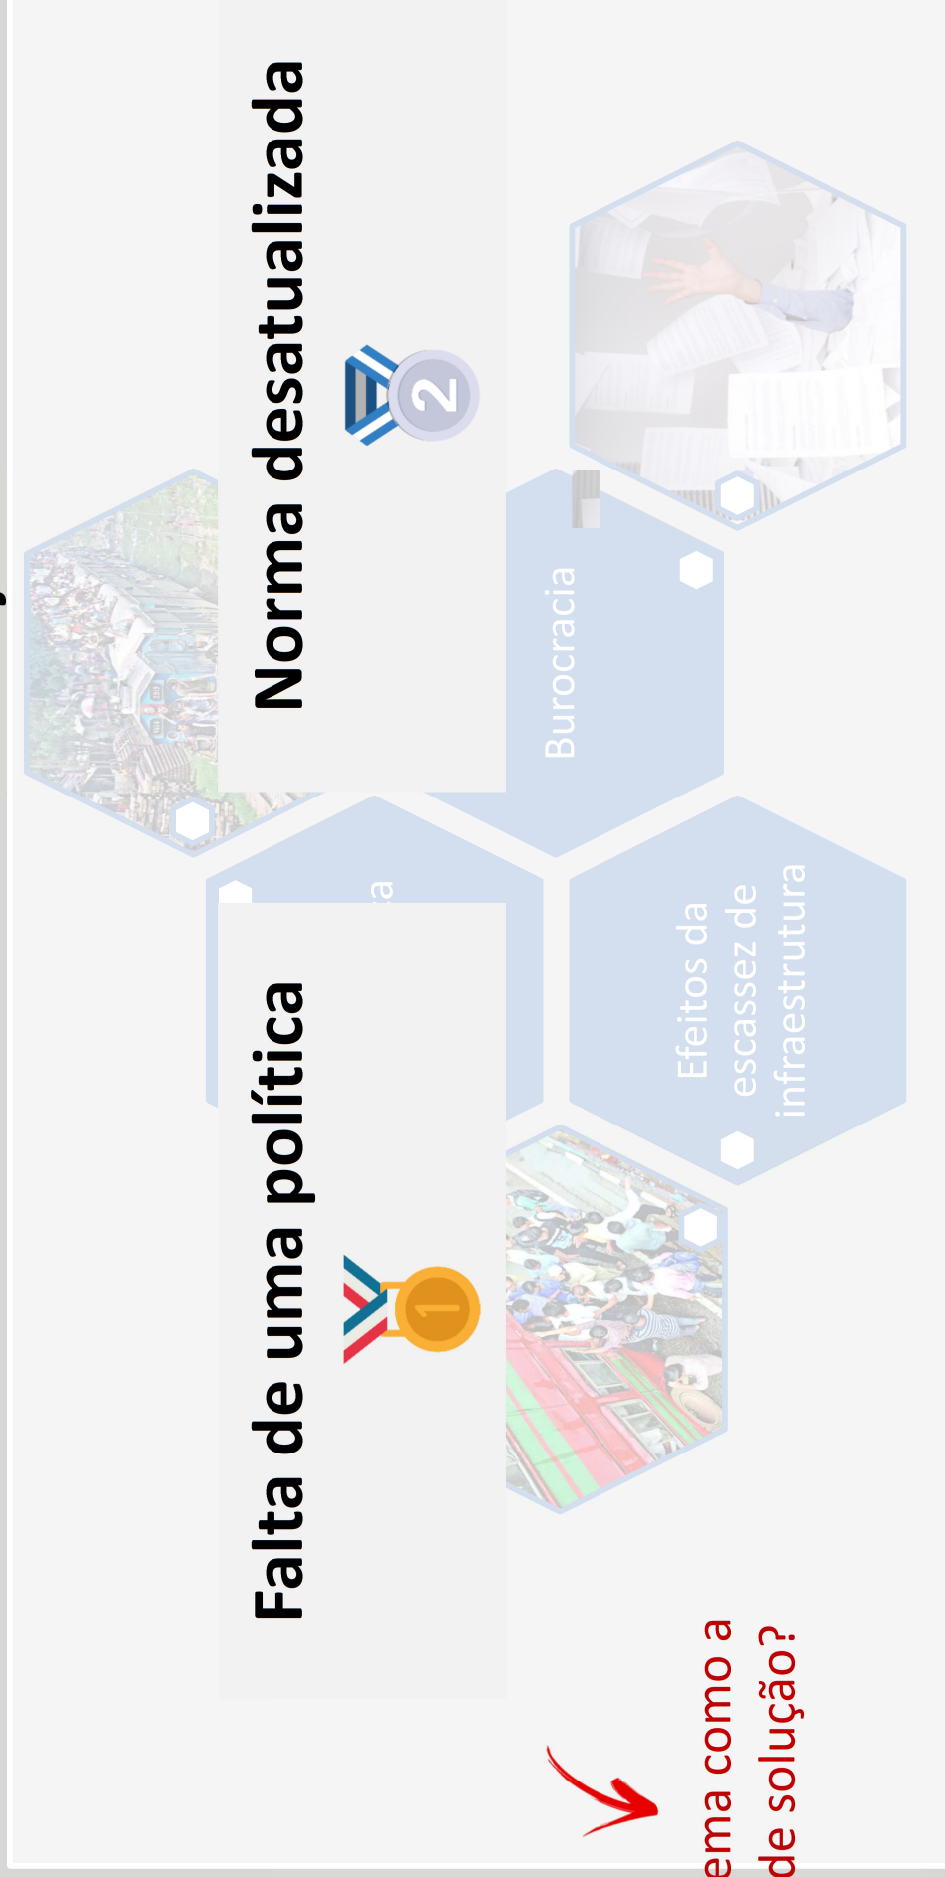 Falta de uma política
1
Norma desatualizada
2
Burocracia
Efeitos da
escassez de
infraestrutura
ema como a
de solução?